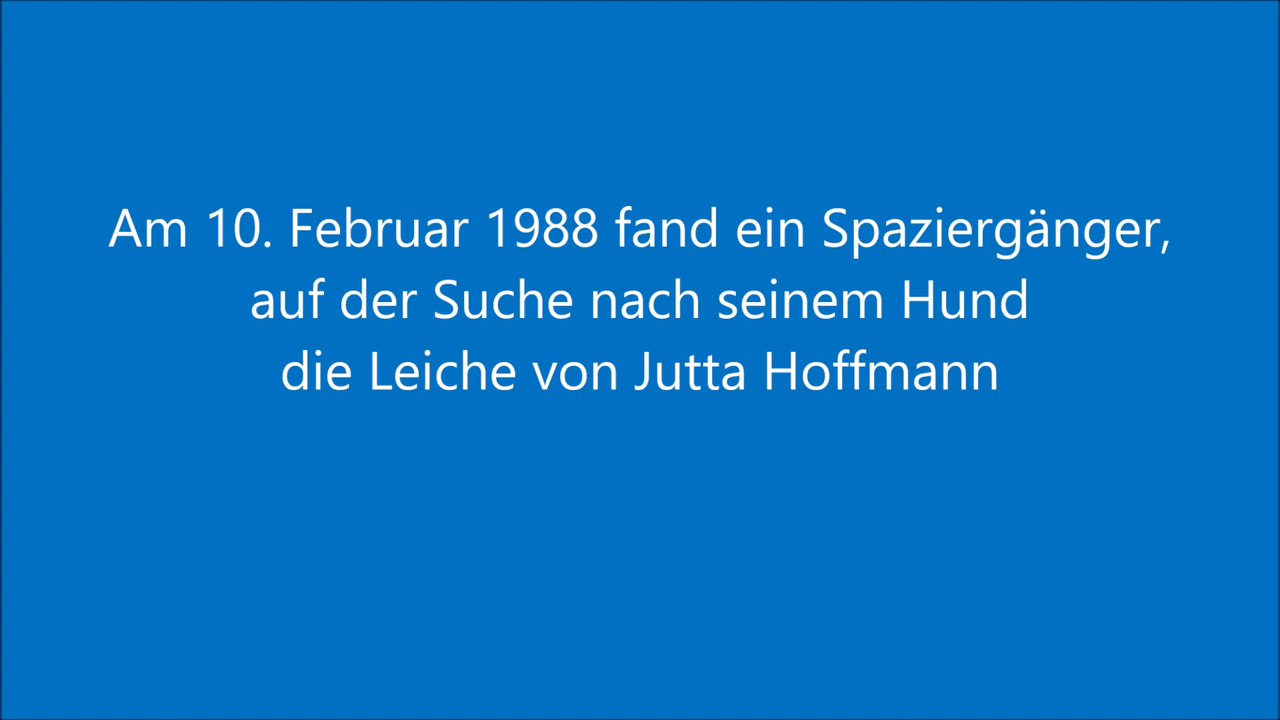 Am 10. Februar 1988 fand ein Spaziergänger,
auf der Suche nach seinem Hund
die Leiche von Jutta Hoffmann